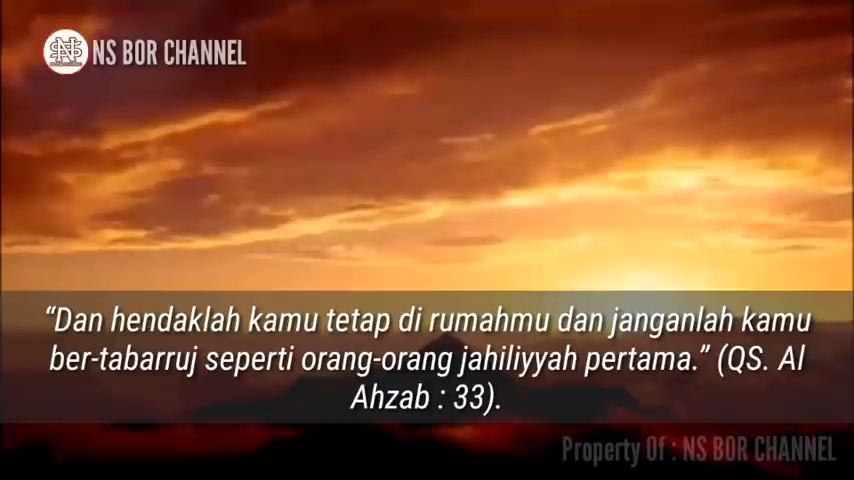 NS BOR CHANNEL
“Dan hendaklah kamu tetap di rumahmu dan janganlah kamu
ber-tabarruj seperti orang-orang jahiliyyah pertama.” (QS. Al
Ahzab : 33).
Property Of : NS BOR CHANNEL